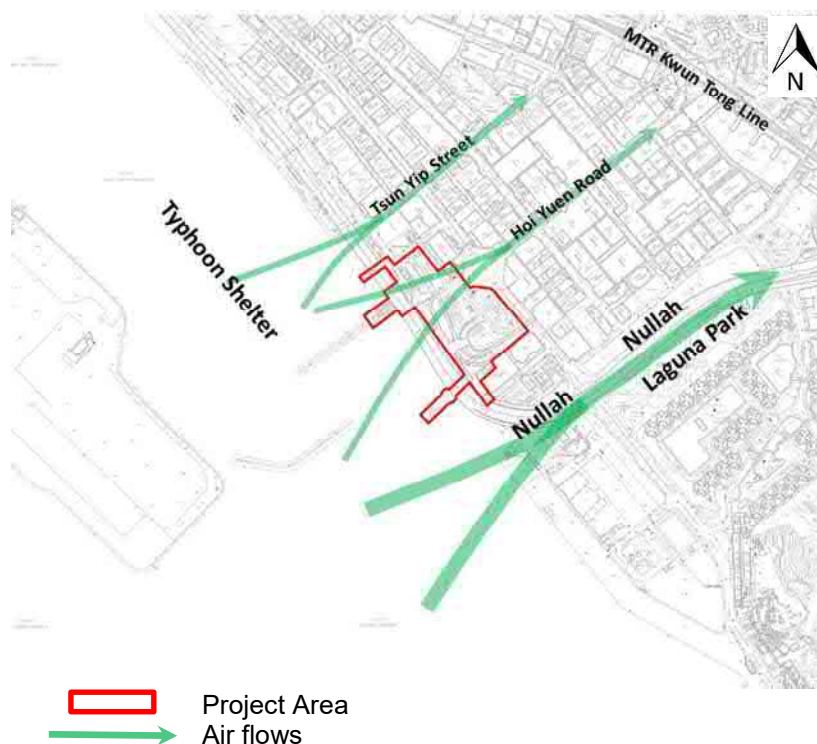 MTR Kwun Tong Line
N
Tsun Yip Street
Hoi Yuen Road
Typhoon Shelter
Nullah
Laguna Park
Nullah
Project Area
Air flows